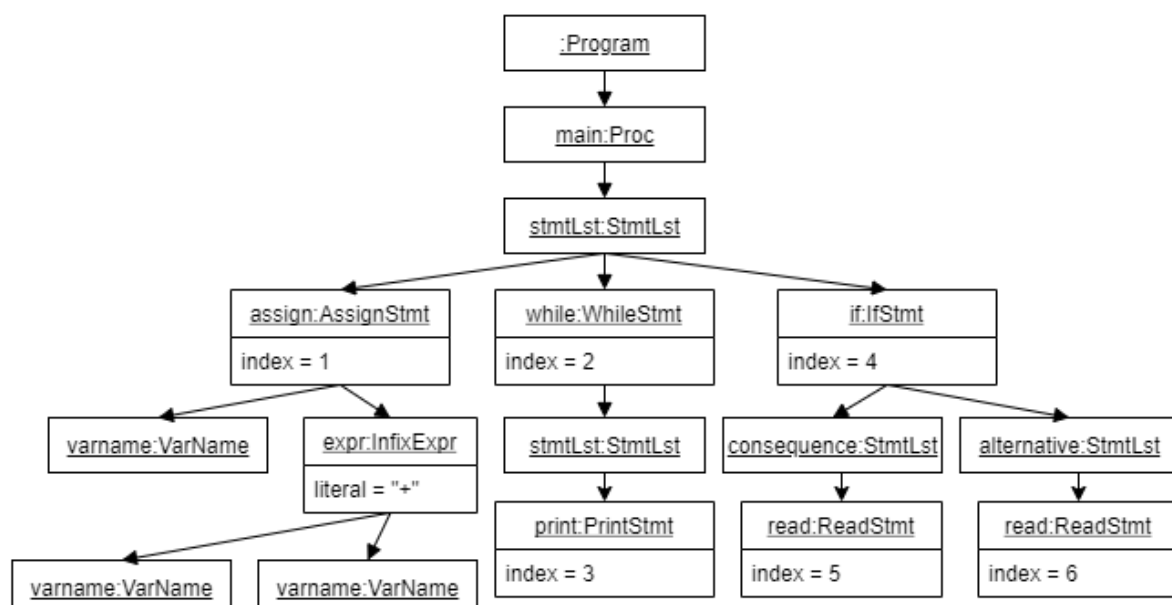 :Program
main:Proc
stmtLst:StmtLst
assign:AssignStmt
index = 1
while:WhileStmt
index = 2
if:IfStmt
index = 4
varname:VarName
expr:InfixExpr
literal = "+"
stmtLst:StmtLst
consequence:StmtLst
alternative:StmtLst
varname:VarName
varname:VarName
print:PrintStmt
index = 3
read:ReadStmt
index = 5
read:ReadStmt
index = 6